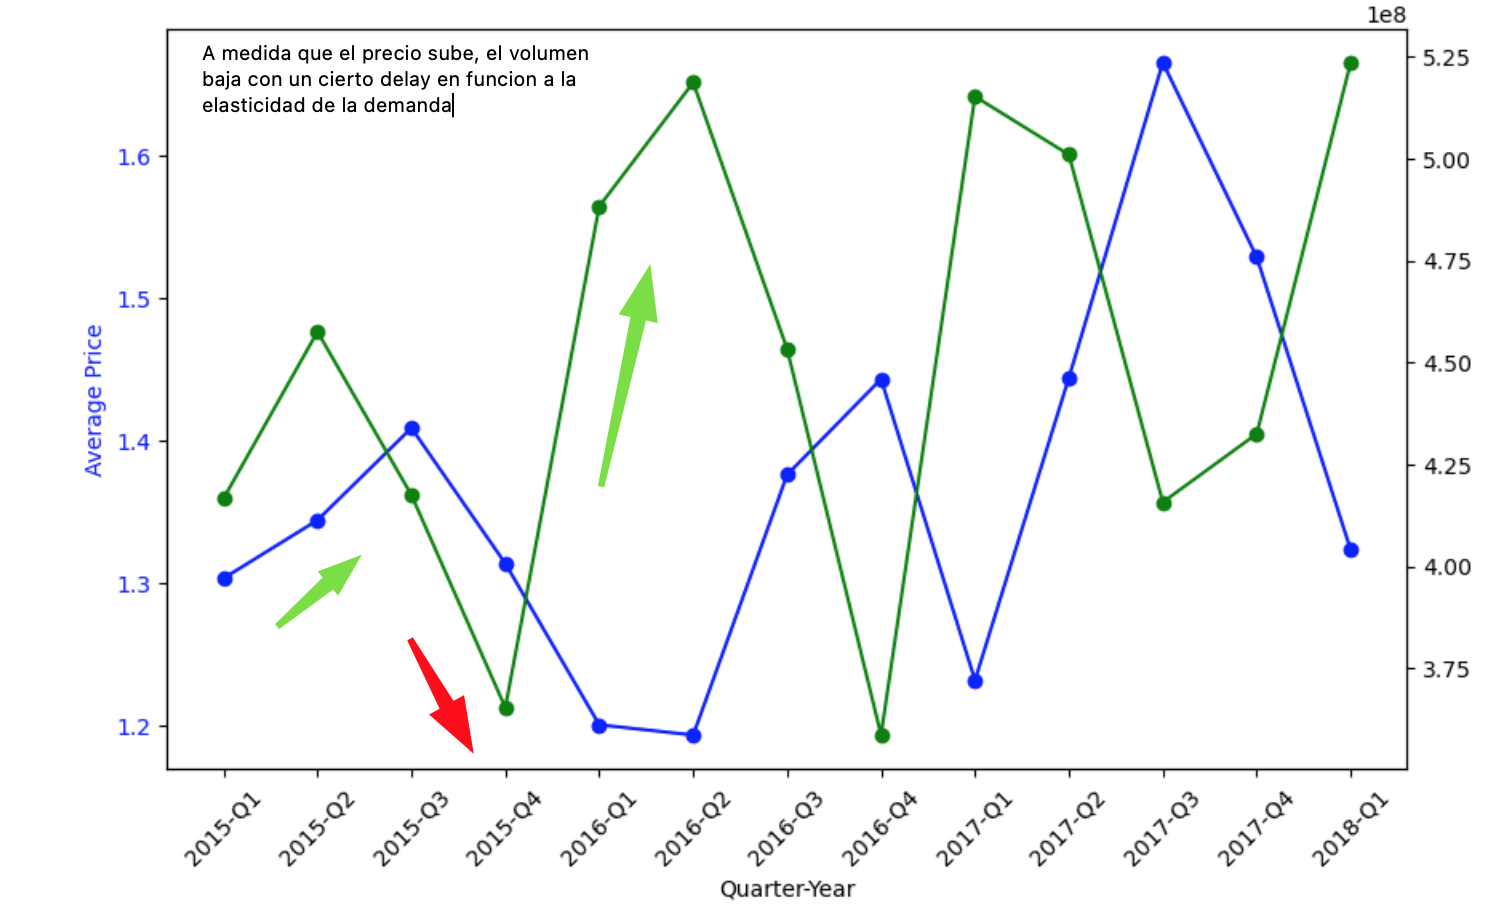 1e8
A medida que el precio sube, el volumen
baja con un cierto delay en funcion a la
elasticidad de la demanda
Average Price
1.6
1.5
1.4
1.3
1.2
5.25
5.00
4.75
4.50
4.25
4.00
3.75
2015-Q1
2015-Q2
2015-Q3
2015-Q4
2016-Q1
2016-Q2
2016-Q3
2016-Q4
2017-Q1
2017-Q2
2017-Q3
2017-Q4
2018-Q1
Quarter-Year